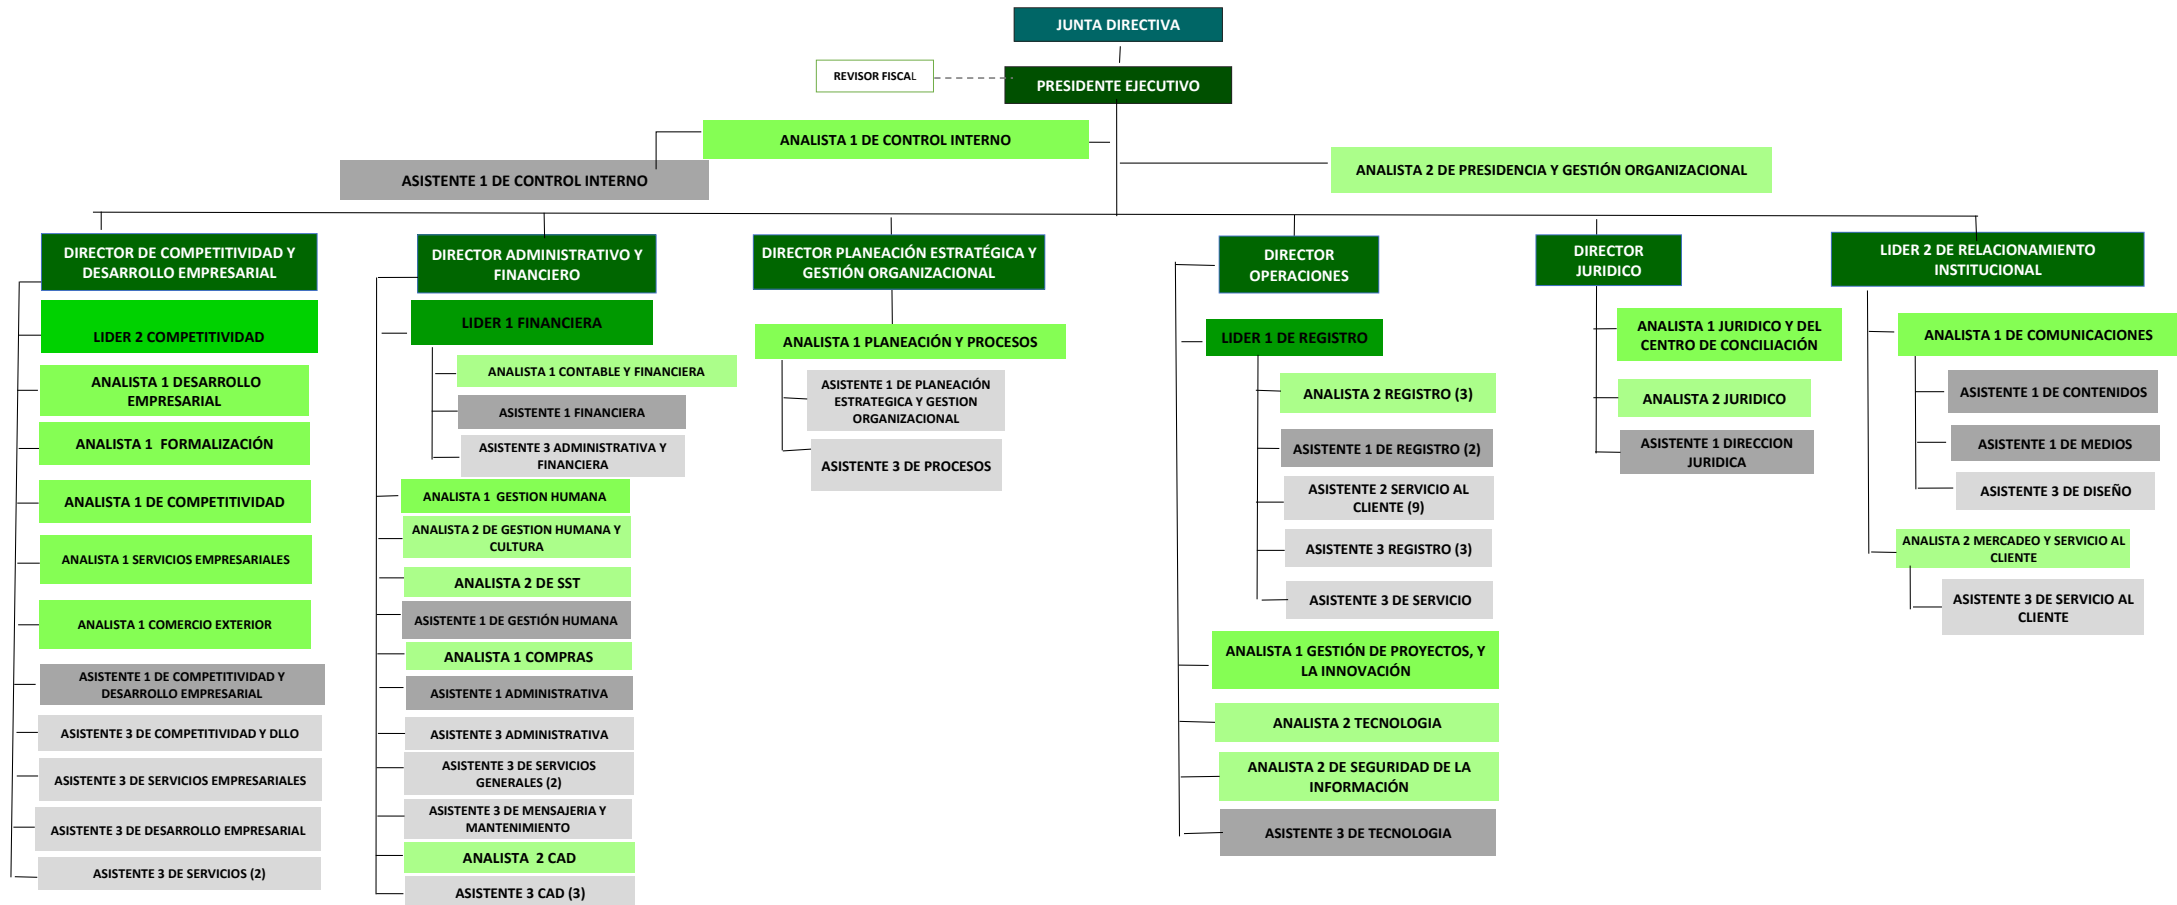 JUNTA DIRECTIVA
REVISOR FISCAL
PRESIDENTE EJECUTIVO
ANALISTA 1 DE CONTROL INTERNO
ASISTENTE 1 DE CONTROL INTERNO
ANALISTA 2 DE PRESIDENCIA Y GESTIÓN ORGANIZACIONAL
DIRECTOR DE COMPETITIVIDAD Y
DESARROLLO EMPRESARIAL
LIDER 2 COMPETITIVIDAD
ANALISTA 1 DESARROLLO
EMPRESARIAL
ANALISTA 1 FORMALIZACIÓN
ANALISTA 1 DE COMPETITIVIDAD
ANALISTA 1 SERVICIOS EMPRESARIALES
ANALISTA 1 COMERCIO EXTERIOR
ASISTENTE 1 DE COMPETITIVIDAD Y
DESARROLLO EMPRESARIAL
ASISTENTE 3 DE COMPETITIVIDAD Y DLLO
ASISTENTE 3 DE SERVICIOS EMPRESARIALES
ASISTENTE 3 DE DESARROLLO EMPRESARIAL
ASISTENTE 3 DE SERVICIOS (2)
DIRECTOR ADMINISTRATIVO Y
FINANCIERO
LIDER 1 FINANCIERA
ANALISTA 1 CONTABLE Y FINANCIERA
ASISTENTE 1 FINANCIERA
ASISTENTE 3 ADMINISTRATIVA Y
FINANCIERA
ANALISTA 1 GESTION HUMANA
ANALISTA 2 DE GESTION HUMANA Y
CULTURA
ANALISTA 2 DE SST
ASISTENTE 1 DE GESTIÓN HUMANA
ANALISTA 1 COMPRAS
ASISTENTE 1 ADMINISTRATIVA
ASISTENTE 3 ADMINISTRATIVA
ASISTENTE 3 DE SERVICIOS
GENERALES (2)
ASISTENTE 3 DE MENSAJERIA Y
MANTENIMIENTO
ANALISTA 2 CAD
ASISTENTE 3 CAD (3)
DIRECTOR PLANEACIÓN ESTRATÉGICA Y
GESTIÓN ORGANIZACIONAL
ANALISTA 1 PLANEACIÓN Y PROCESOS
ASISTENTE 1 DE PLANEACIÓN
ESTRATEGICA Y GESTION
ORGANIZACIONAL
ASISTENTE 3 DE PROCESOS
DIRECTOR
OPERACIONES
LIDER 1 DE REGISTRO
ANALISTA 2 REGISTRO (3)
ASISTENTE 1 DE REGISTRO (2)
ASISTENTE 2 SERVICIO AL
CLIENTE (9)
ASISTENTE 3 REGISTRO (3)
ASISTENTE 3 DE SERVICIO
ANALISTA 1 GESTIÓN DE PROYECTOS, Y
LA INNOVACIÓN
ANALISTA 2 TECNOLOGIA
ANALISTA 2 DE SEGURIDAD DE LA
INFORMACIÓN
ASISTENTE 3 DE TECNOLOGIA
DIRECTOR
JURIDICO
ANALISTA 1 JURIDICO Y DEL
CENTRO DE CONCILIACIÓN
ANALISTA 2 JURIDICO
ASISTENTE 1 DIRECCION
JURIDICA
LIDER 2 DE RELACIONAMIENTO
INSTITUCIONAL
ANALISTA 1 DE COMUNICACIONES
ASISTENTE 1 DE CONTENIDOS
ASISTENTE 1 DE MEDIOS
ASISTENTE 3 DE DISEÑO
ANALISTA 2 MERCADEO Y SERVICIO AL
CLIENTE
ASISTENTE 3 DE SERVICIO AL
CLIENTE